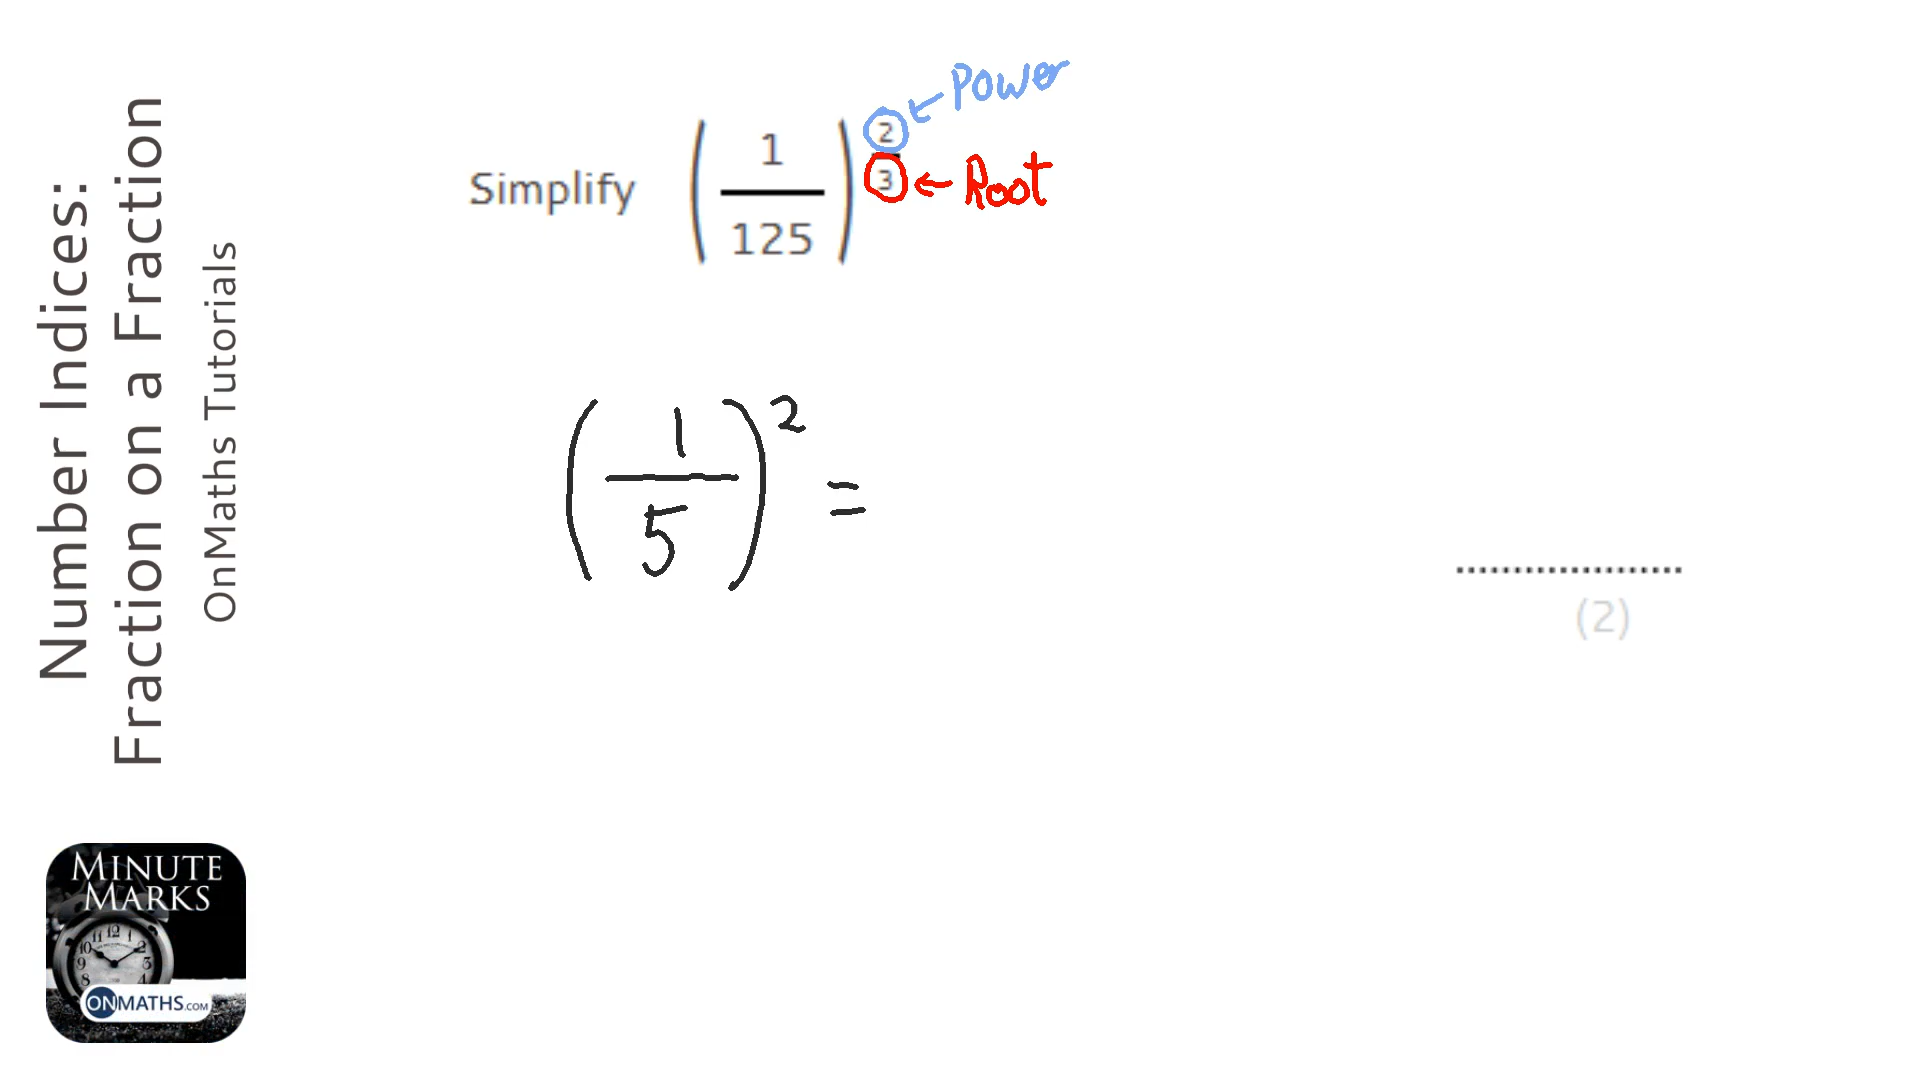 Number Indices:
Fraction on a Fraction
OnMaths Tutorials
Simplify (1/125)^(2/3)
← Power
← Root
(1/5)^2 =
....................
(2)
MINUTE
MARKS
ONMATHS.COM